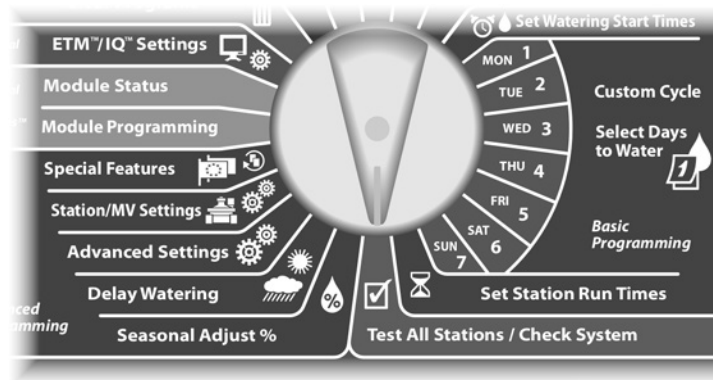 ETM™/IQ™ Settings
Module Status
Module Programming
Special Features
Station/MV Settings
Advanced Settings
Delay Watering
Seasonal Adjust %
%
Set Watering Start Times
MON 1
TUE 2
WED 3
THU 4
FRI 5
SAT 6
SUN 7
Custom Cycle
Select Days
to Water
1
Basic
Programming
Set Station Run Times
Test All Stations / Check System